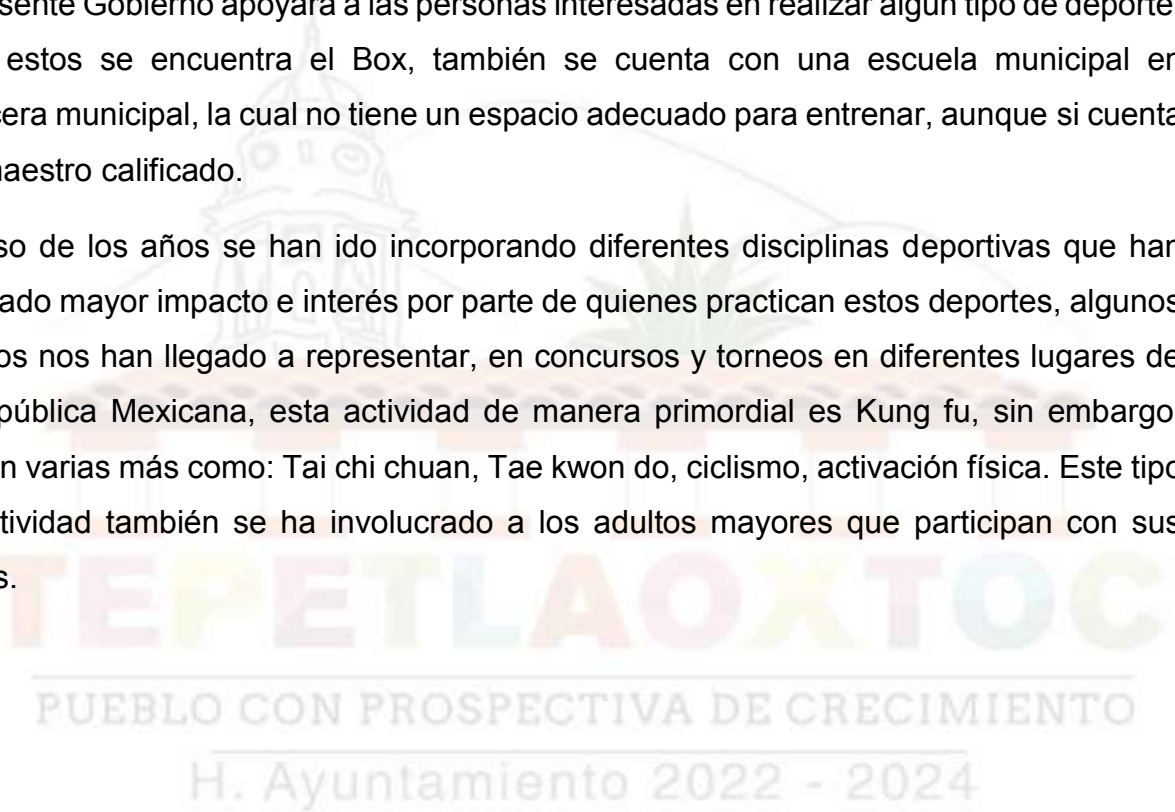 sente Gobierno apoyará a las personas interesadas en realizar algún tipo de deporte
estos se encuentra el Box, también se cuenta con una escuela municipal en
cera municipal, la cual no tiene un espacio adecuado para entrenar, aunque si cuenta
maestro calificado.
so de los años se han ido incorporando diferentes disciplinas deportivas que han
ado mayor impacto e interés por parte de quienes practican estos deportes, algunos
os nos han llegado a representar, en concursos y torneos en diferentes lugares de
pública Mexicana, esta actividad de manera primordial es Kung fu, sin embargo
n varias más como: Tai chi chuan, Tae kwon do, ciclismo, activación física. Este tipo
tividad también se ha involucrado a los adultos mayores que participan con sus
s.
TEPETLAOXTOC
PUEBLO CON PROSPECTIVA DE CRECIMIENTO
H. Ayuntamiento 2022 - 2024